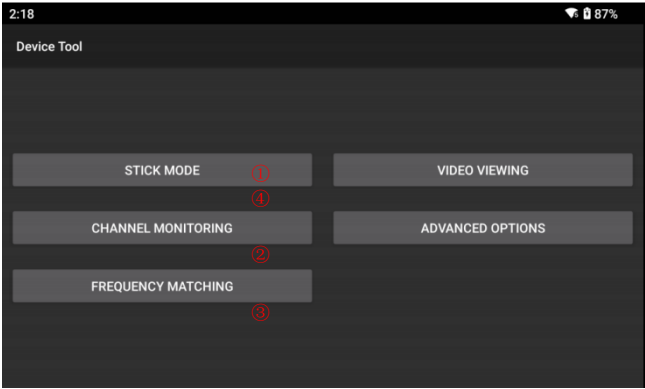 2:18 87%
Device Tool
STICK MODE ① VIDEO VIEWING
④
CHANNEL MONITORING ADVANCED OPTIONS
②
FREQUENCY MATCHING
③